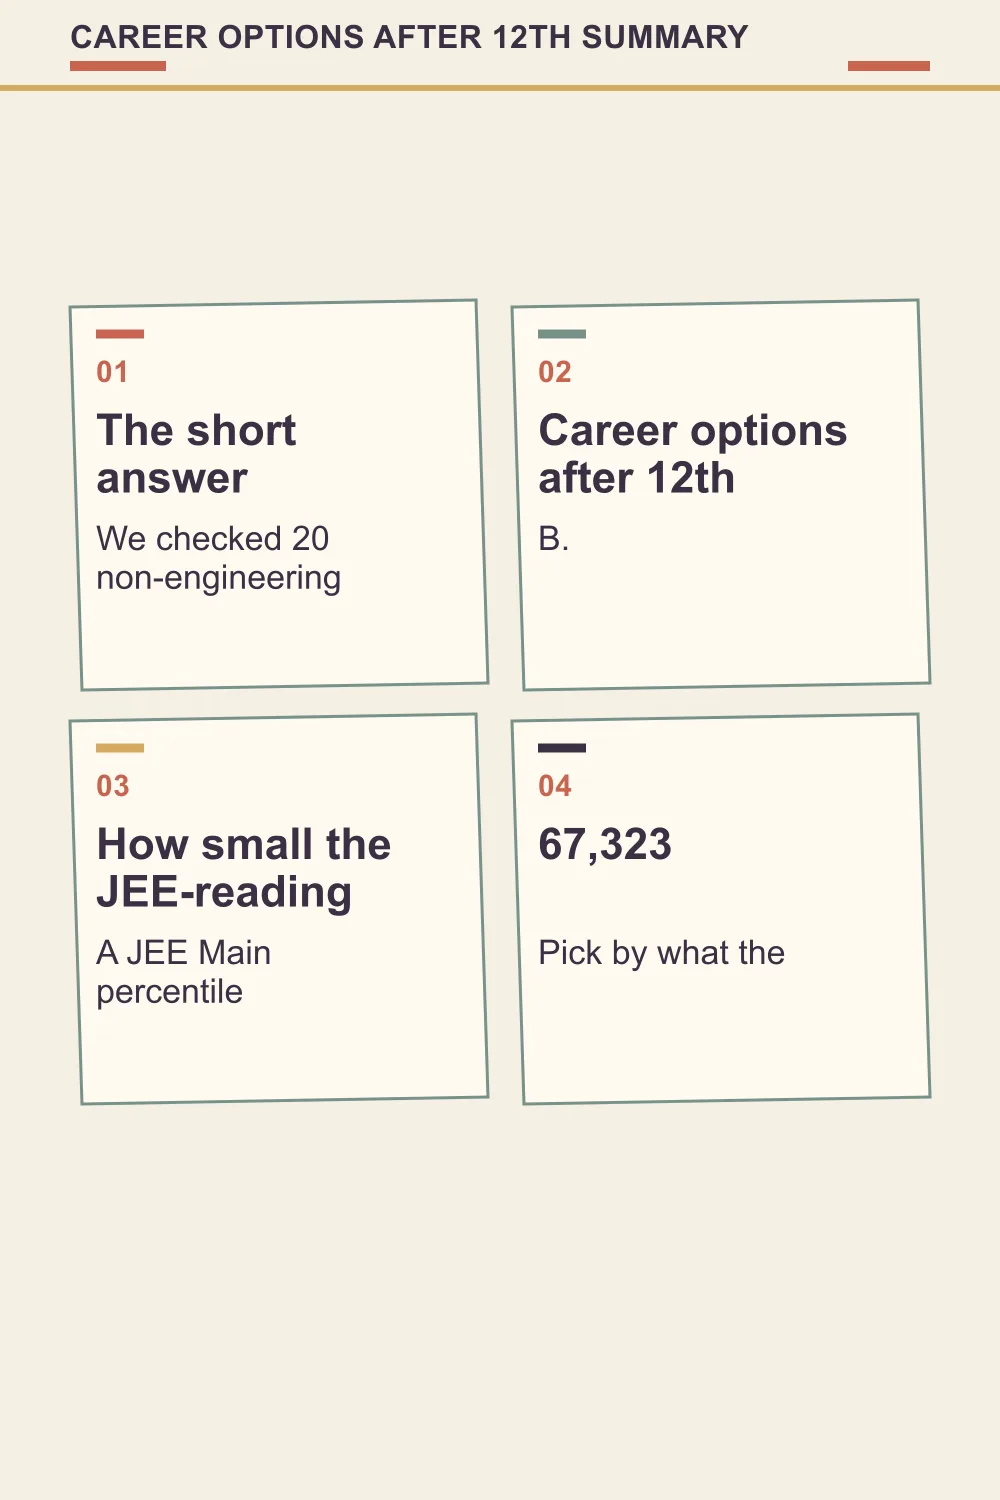 CAREER OPTIONS AFTER 12TH SUMMARY
01
The short
answer
We checked 20
non-engineering
02
Career options
after 12th
B.
03
How small the
JEE-reading
A JEE Main
percentile
04
67,323
Pick by what the